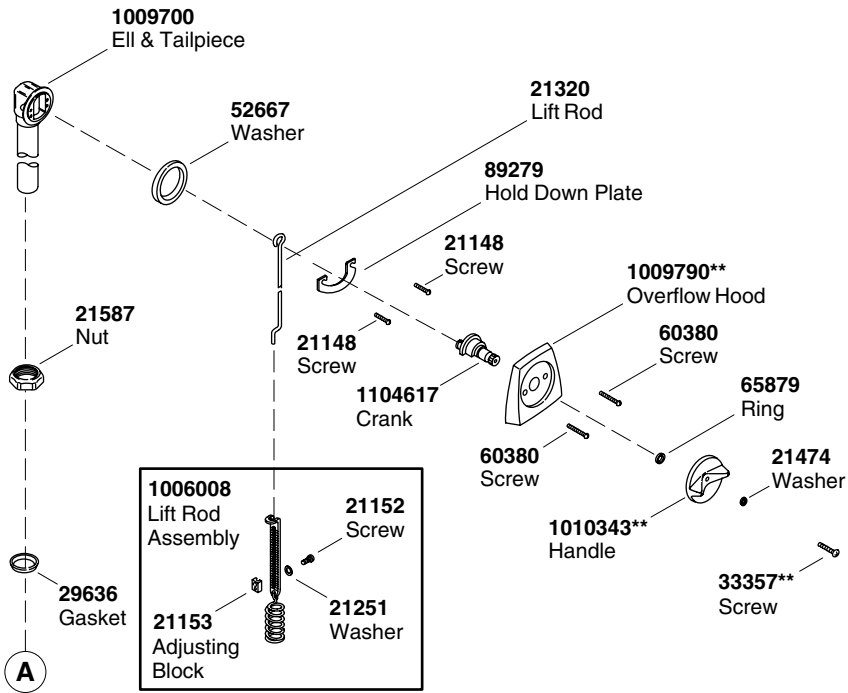 1009700
Ell & Tailpiece
52667
Washer
21320
Lift Rod
89279
Hold Down Plate
21148
Screw
1009790**
Overflow Hood
21587
Nut
21148
Screw
60380
Screw
1104617
Crank
65879
Ring
60380
Screw
21474
Washer
1010343**
Handle
33357**
Screw
1006008
Lift Rod
Assembly
21152
Screw
21153
Adjusting
Block
21251
Washer
29636
Gasket
A